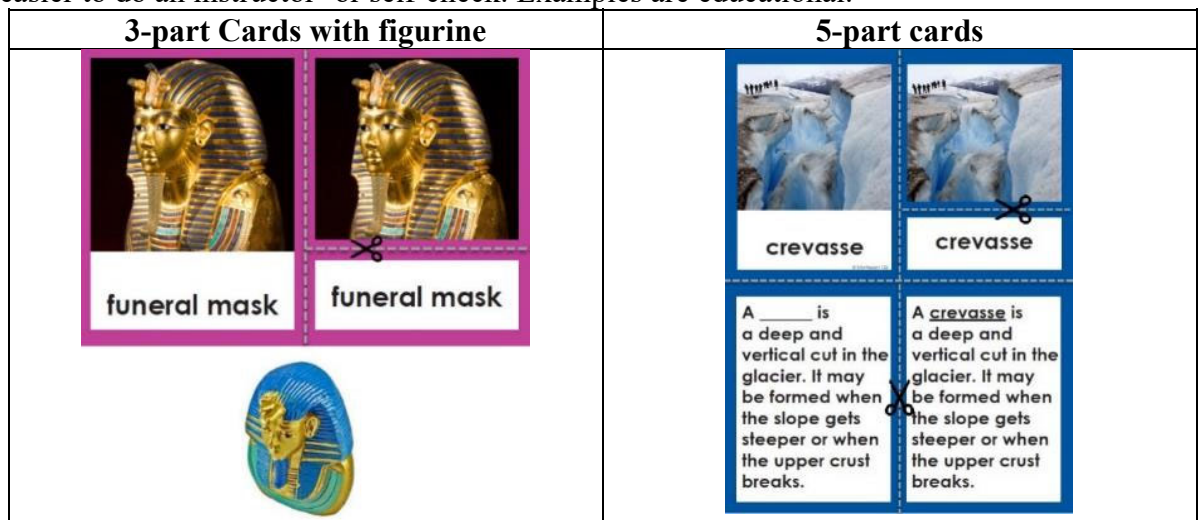 easier to do an instructor- or self-check. Examples are educational.
3-part Cards with figurine
5-part cards
funeral mask
funeral mask
crevasse
crevasse
A ______ is
a deep and
vertical cut in the
glacier. It may
be formed when
the slope gets
steeper or when
the upper crust
breaks.
A crevasse is
a deep and
vertical cut in the
glacier. It may
be formed when
the slope gets
steeper or when
the upper crust
breaks.